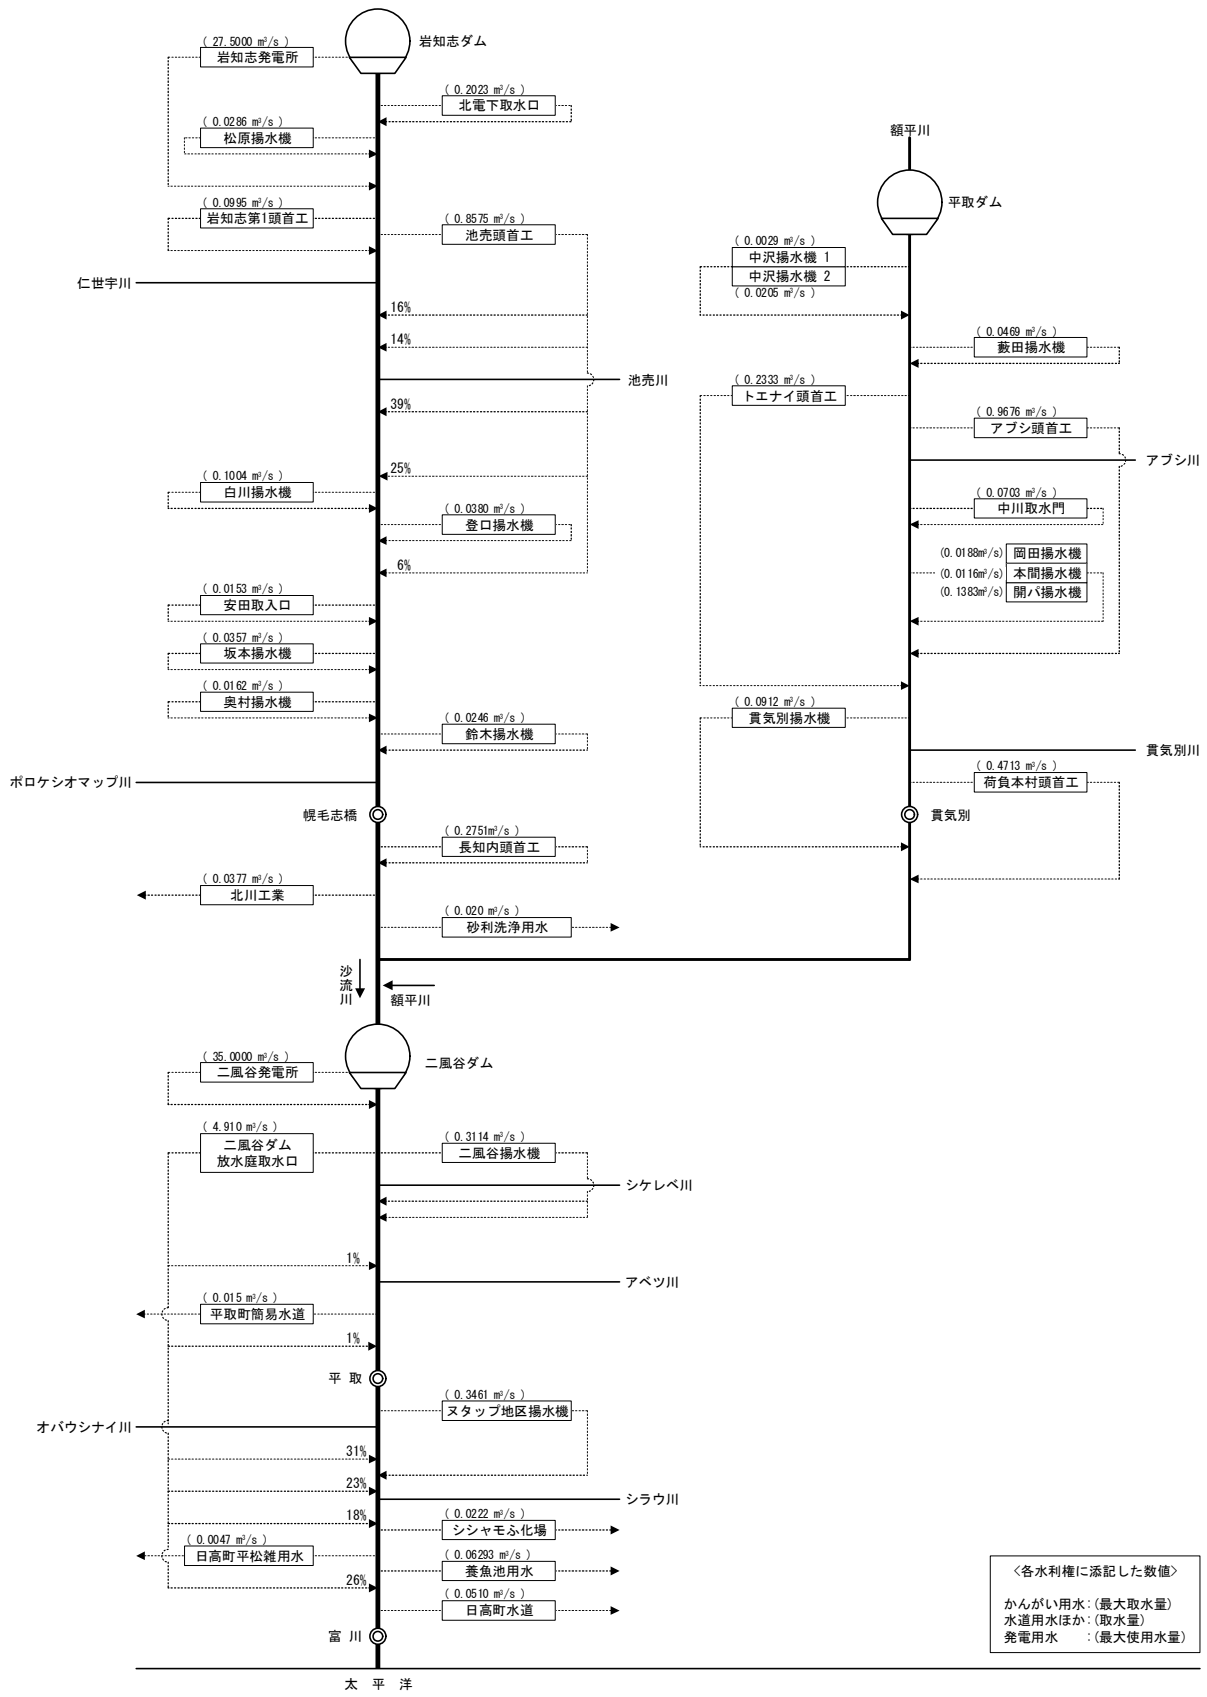 岩知志ダム
( 27.5000 m³/s )
岩知志発電所
( 0.2023 m³/s )
北電下取水口
( 0.0286 m³/s )
松原揚水機
( 0.0995 m³/s )
岩知志第1頭首工
( 0.8575 m³/s )
池売頭首工
仁世宇川
16%
14%
池売川
39%
25%
( 0.1004 m³/s )
白川揚水機
( 0.0380 m³/s )
登口揚水機
6%
( 0.0153 m³/s )
安田取入口
( 0.0357 m³/s )
坂本揚水機
( 0.0162 m³/s )
奥村揚水機
( 0.0246 m³/s )
鈴木揚水機
ポロケシオマップ川
幌毛志橋
( 0.2751m³/s )
長知内頭首工
( 0.0377 m³/s )
北川工業
( 0.020 m³/s )
砂利洗浄用水
額平川
平取ダム
( 0.0029 m³/s )
中沢揚水機 1
中沢揚水機 2
( 0.0205 m³/s )
( 0.0469 m³/s )
藪田揚水機
( 0.2333 m³/s )
トエナイ頭首工
( 0.9676 m³/s )
アブシ頭首工
アブシ川
( 0.0703 m³/s )
中川取水門
(0.0188m³/s) 岡田揚水機
(0.0116m³/s) 本間揚水機
(0.1383m³/s) 開パ揚水機
( 0.0912 m³/s )
貫気別揚水機
貫気別川
( 0.4713 m³/s )
荷負本村頭首工
貫気別
沙流川
額平川
二風谷ダム
( 35.0000 m³/s )
二風谷発電所
( 4.910 m³/s )
二風谷ダム
放水庭取水口
( 0.3114 m³/s )
二風谷揚水機
シケレベ川
1%
アベツ川
( 0.015 m³/s )
平取町簡易水道
1%
平 取
( 0.3461 m³/s )
ヌタップ地区揚水機
オバウシナイ川
31%
23%
シラウ川
18%
( 0.0222 m³/s )
シシャモふ化場
( 0.0047 m³/s )
日高町平松雑用水
( 0.06293 m³/s )
養魚池用水
26%
( 0.0510 m³/s )
日高町水道
富 川
太 平 洋
<各水利権に添記した数値>
かんがい用水:(最大取水量)
水道用水ほか:(取水量)
発電用水 :(最大使用水量)